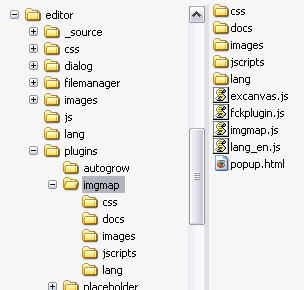 editor
_source
css
dialog
filemanager
images
js
lang
plugins
autogrow
imgmap
css
docs
images
jscripts
lang
placeholder
css
docs
images
jscripts
lang
excanvas.js
fckplugin.js
imgmap.js
lang_en.js
popup.html